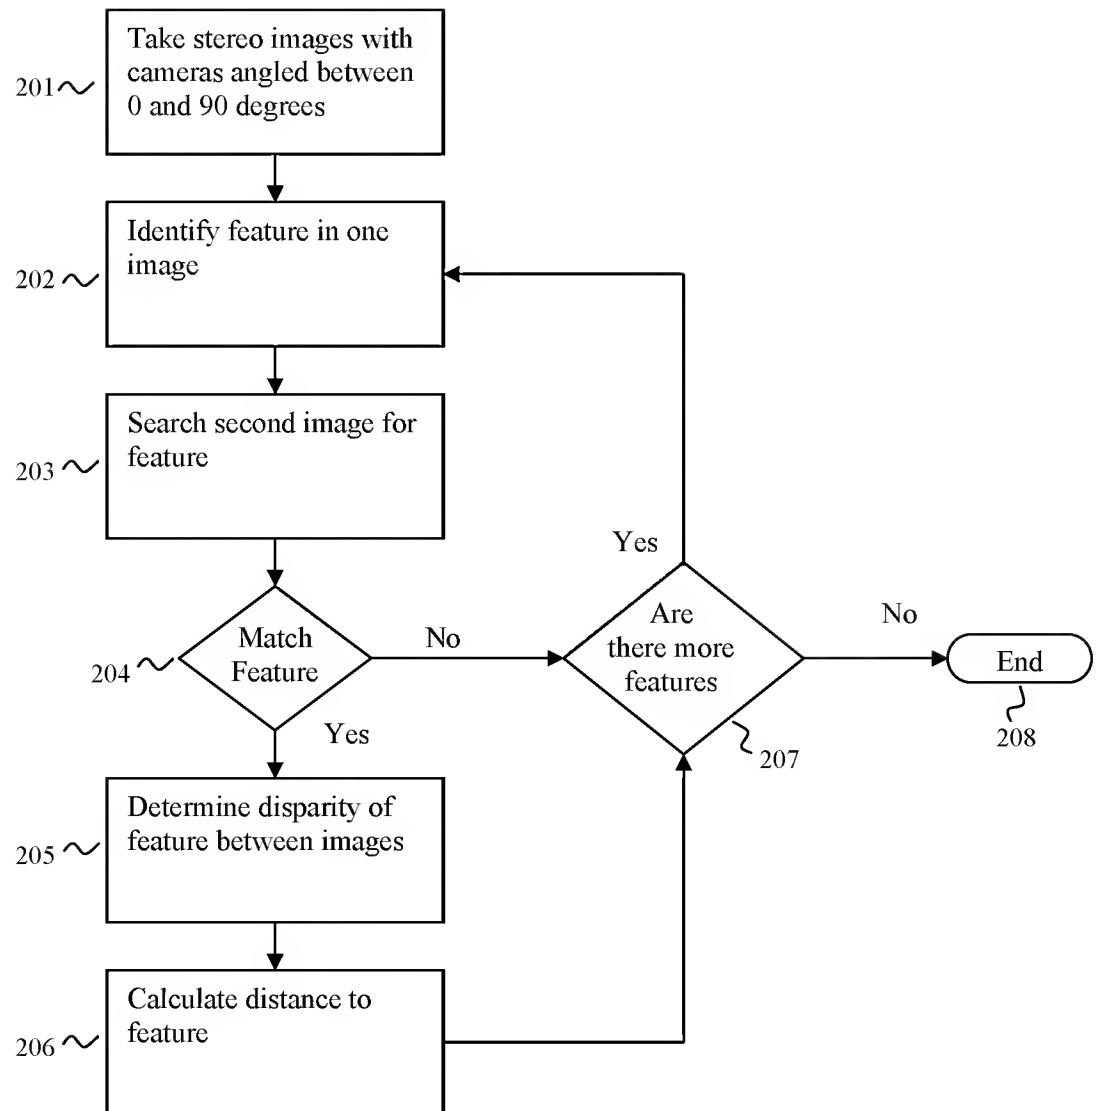 Take stereo images with
cameras angled between
0 and 90 degrees
201
Identify feature in one
image
202
Search second image for
feature
203
Match
Feature
204
No
Yes
Yes
Are
there more
features
207
No
End
208
Determine disparity of
feature between images
205
Calculate distance to
feature
206